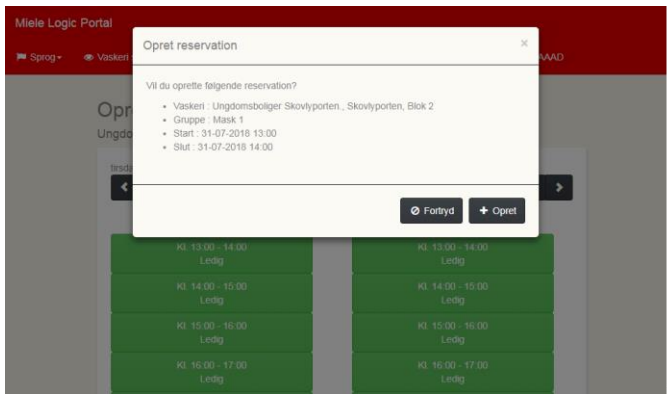 Miele Logic Portal
Sprog
Vaskeri
AAAD
Opret reservation
×
Vil du oprette følgende reservation?
• Vaskeri : Ungdomsboliger Skovlyporten., Skovlyporten, Blok 2
• Gruppe : Mask 1
• Start : 31-07-2018 13:00
• Slut : 31-07-2018 14:00
Fortryd
+ Opret
Kl. 13:00 - 14:00
Ledig
Kl. 13:00 - 14:00
Ledig
Kl. 14:00 - 15:00
Ledig
Kl. 14:00 - 15:00
Ledig
Kl. 15:00 - 16:00
Ledig
Kl. 15:00 - 16:00
Ledig
Kl. 16:00 - 17:00
Ledig
Kl. 16:00 - 17:00
Ledig